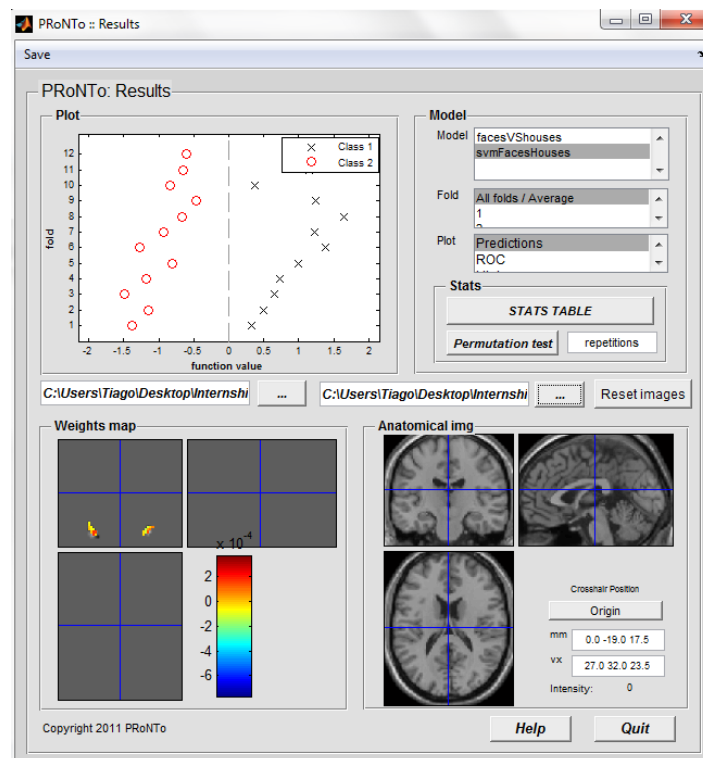 PRoNTo :: Results
Save
PRoNTo: Results
Plot
12
11
10
9
8
7
6
5
4
3
2
1
fold
-2 -1.5 -1 -0.5 0 0.5 1 1.5 2
function value
Class 1
Class 2
Model
Model
facesVShouses
svmFacesHouses
Fold
All folds / Average
1
Plot
Predictions
ROC
Stats
STATS TABLE
Permutation test
repetitions
C:\Users\Tiago\Desktop\Internshi
...
C:\Users\Tiago\Desktop\Internshi
...
Reset images
Weights map
x 10-4
2
0
-2
-4
-6
Anatomical img
Crosshair Position
Origin
mm
0.0 -19.0 17.5
vx
27.0 32.0 23.5
Intensity: 0
Copyright 2011 PRoNTo
Help
Quit